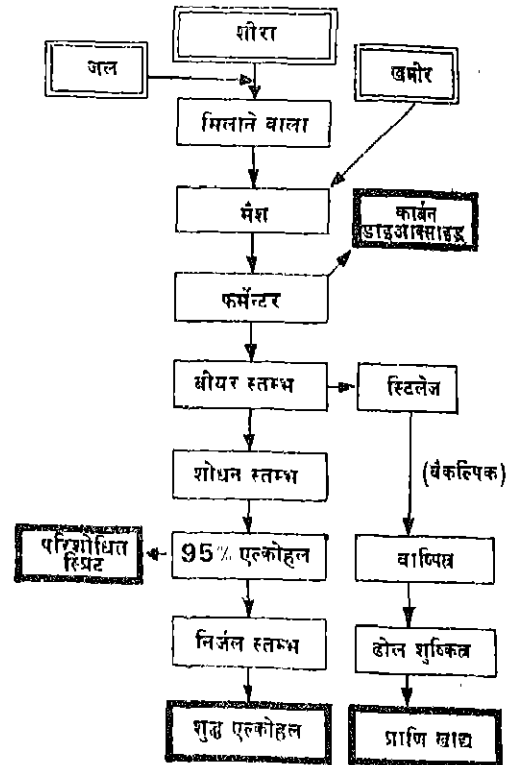 शीरा
जल
खमीर
मिलाने वाला
मैश
कार्बन
डाइआक्साइड
फर्मेन्टर
बीयर स्तम्भ
स्टिलेज
शोधन स्तम्भ
(वैकल्पिक)
परिशोधित
स्प्रिट
95% एल्कोहल
वाष्पित्र
निर्जल स्तम्भ
ढोल शुष्कित्र
शुद्ध एल्कोहल
प्राणि खाद्य